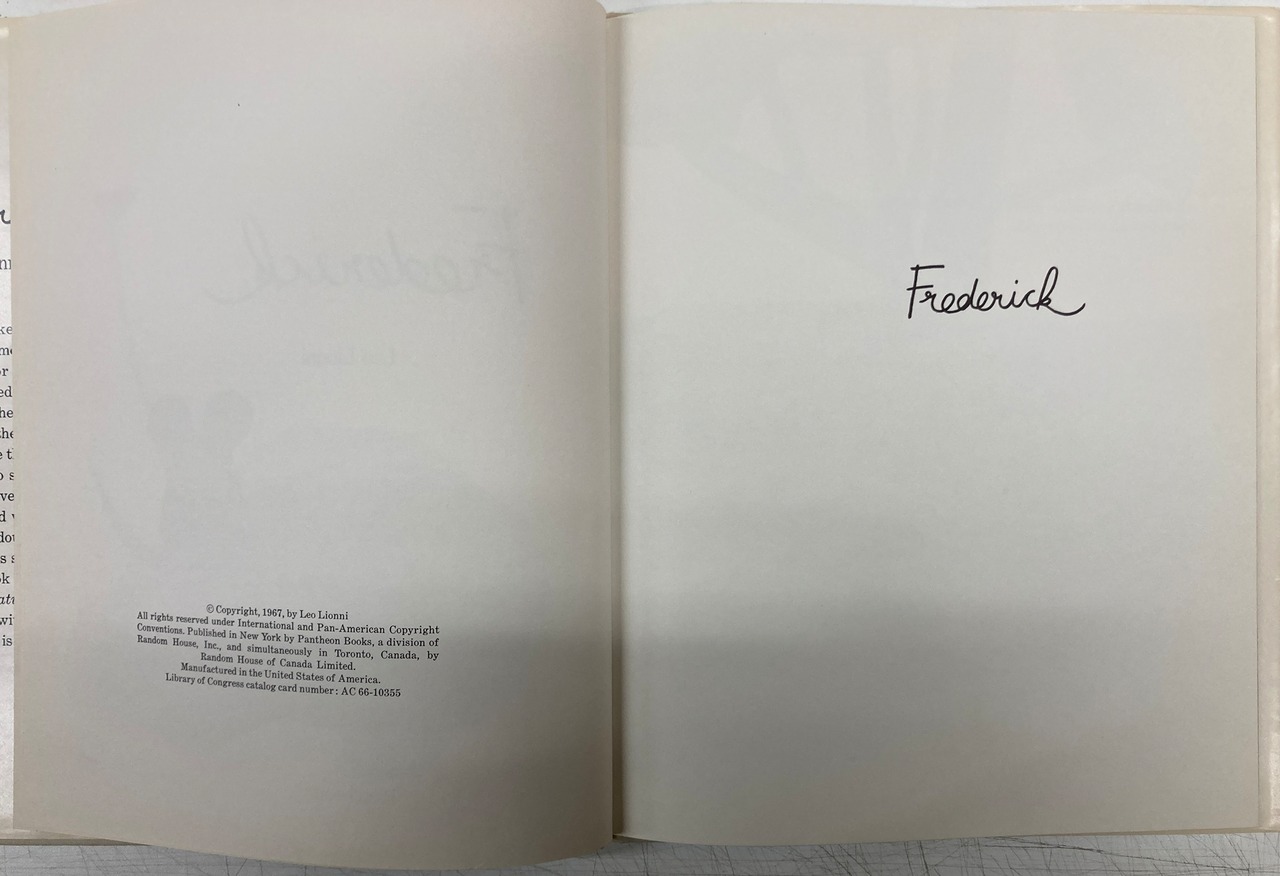 © Copyright, 1967, by Leo Lionni
All rights reserved under International and Pan-American Copyright
Conventions. Published in New York by Pantheon Books, a division of
Random House, Inc., and simultaneously in Toronto, Canada, by
Random House of Canada Limited.
Manufactured in the United States of America.
Library of Congress catalog card number: AC 66-10355
Frederick